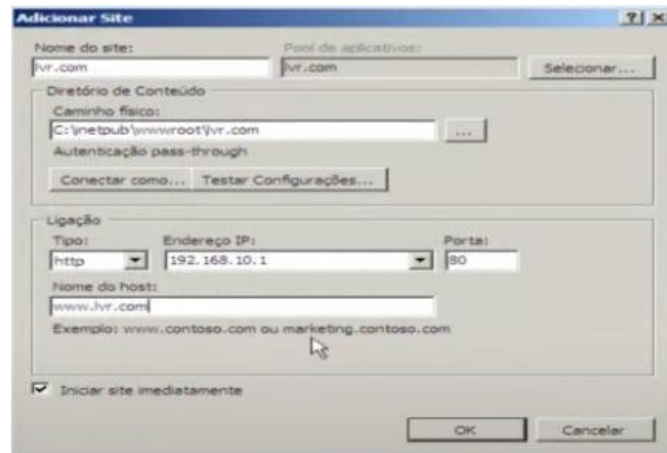 Adicionar Site
Nome do site:
Pool de aplicativos:
lvr.com
lvr.com
Selecionar...
Diretório de Conteúdo
Caminho físico:
C:\inetpub\wwwroot\lvr.com
...
Autenticação pass-through
Conectar como...
Testar Configurações...
Ligação
Tipo:
Endereço IP:
Porta:
http
192.168.10.1
80
Nome do host:
www.lvr.com
Exemplo: www.contoso.com ou marketing.contoso.com
Iniciar site imediatamente
OK
Cancelar